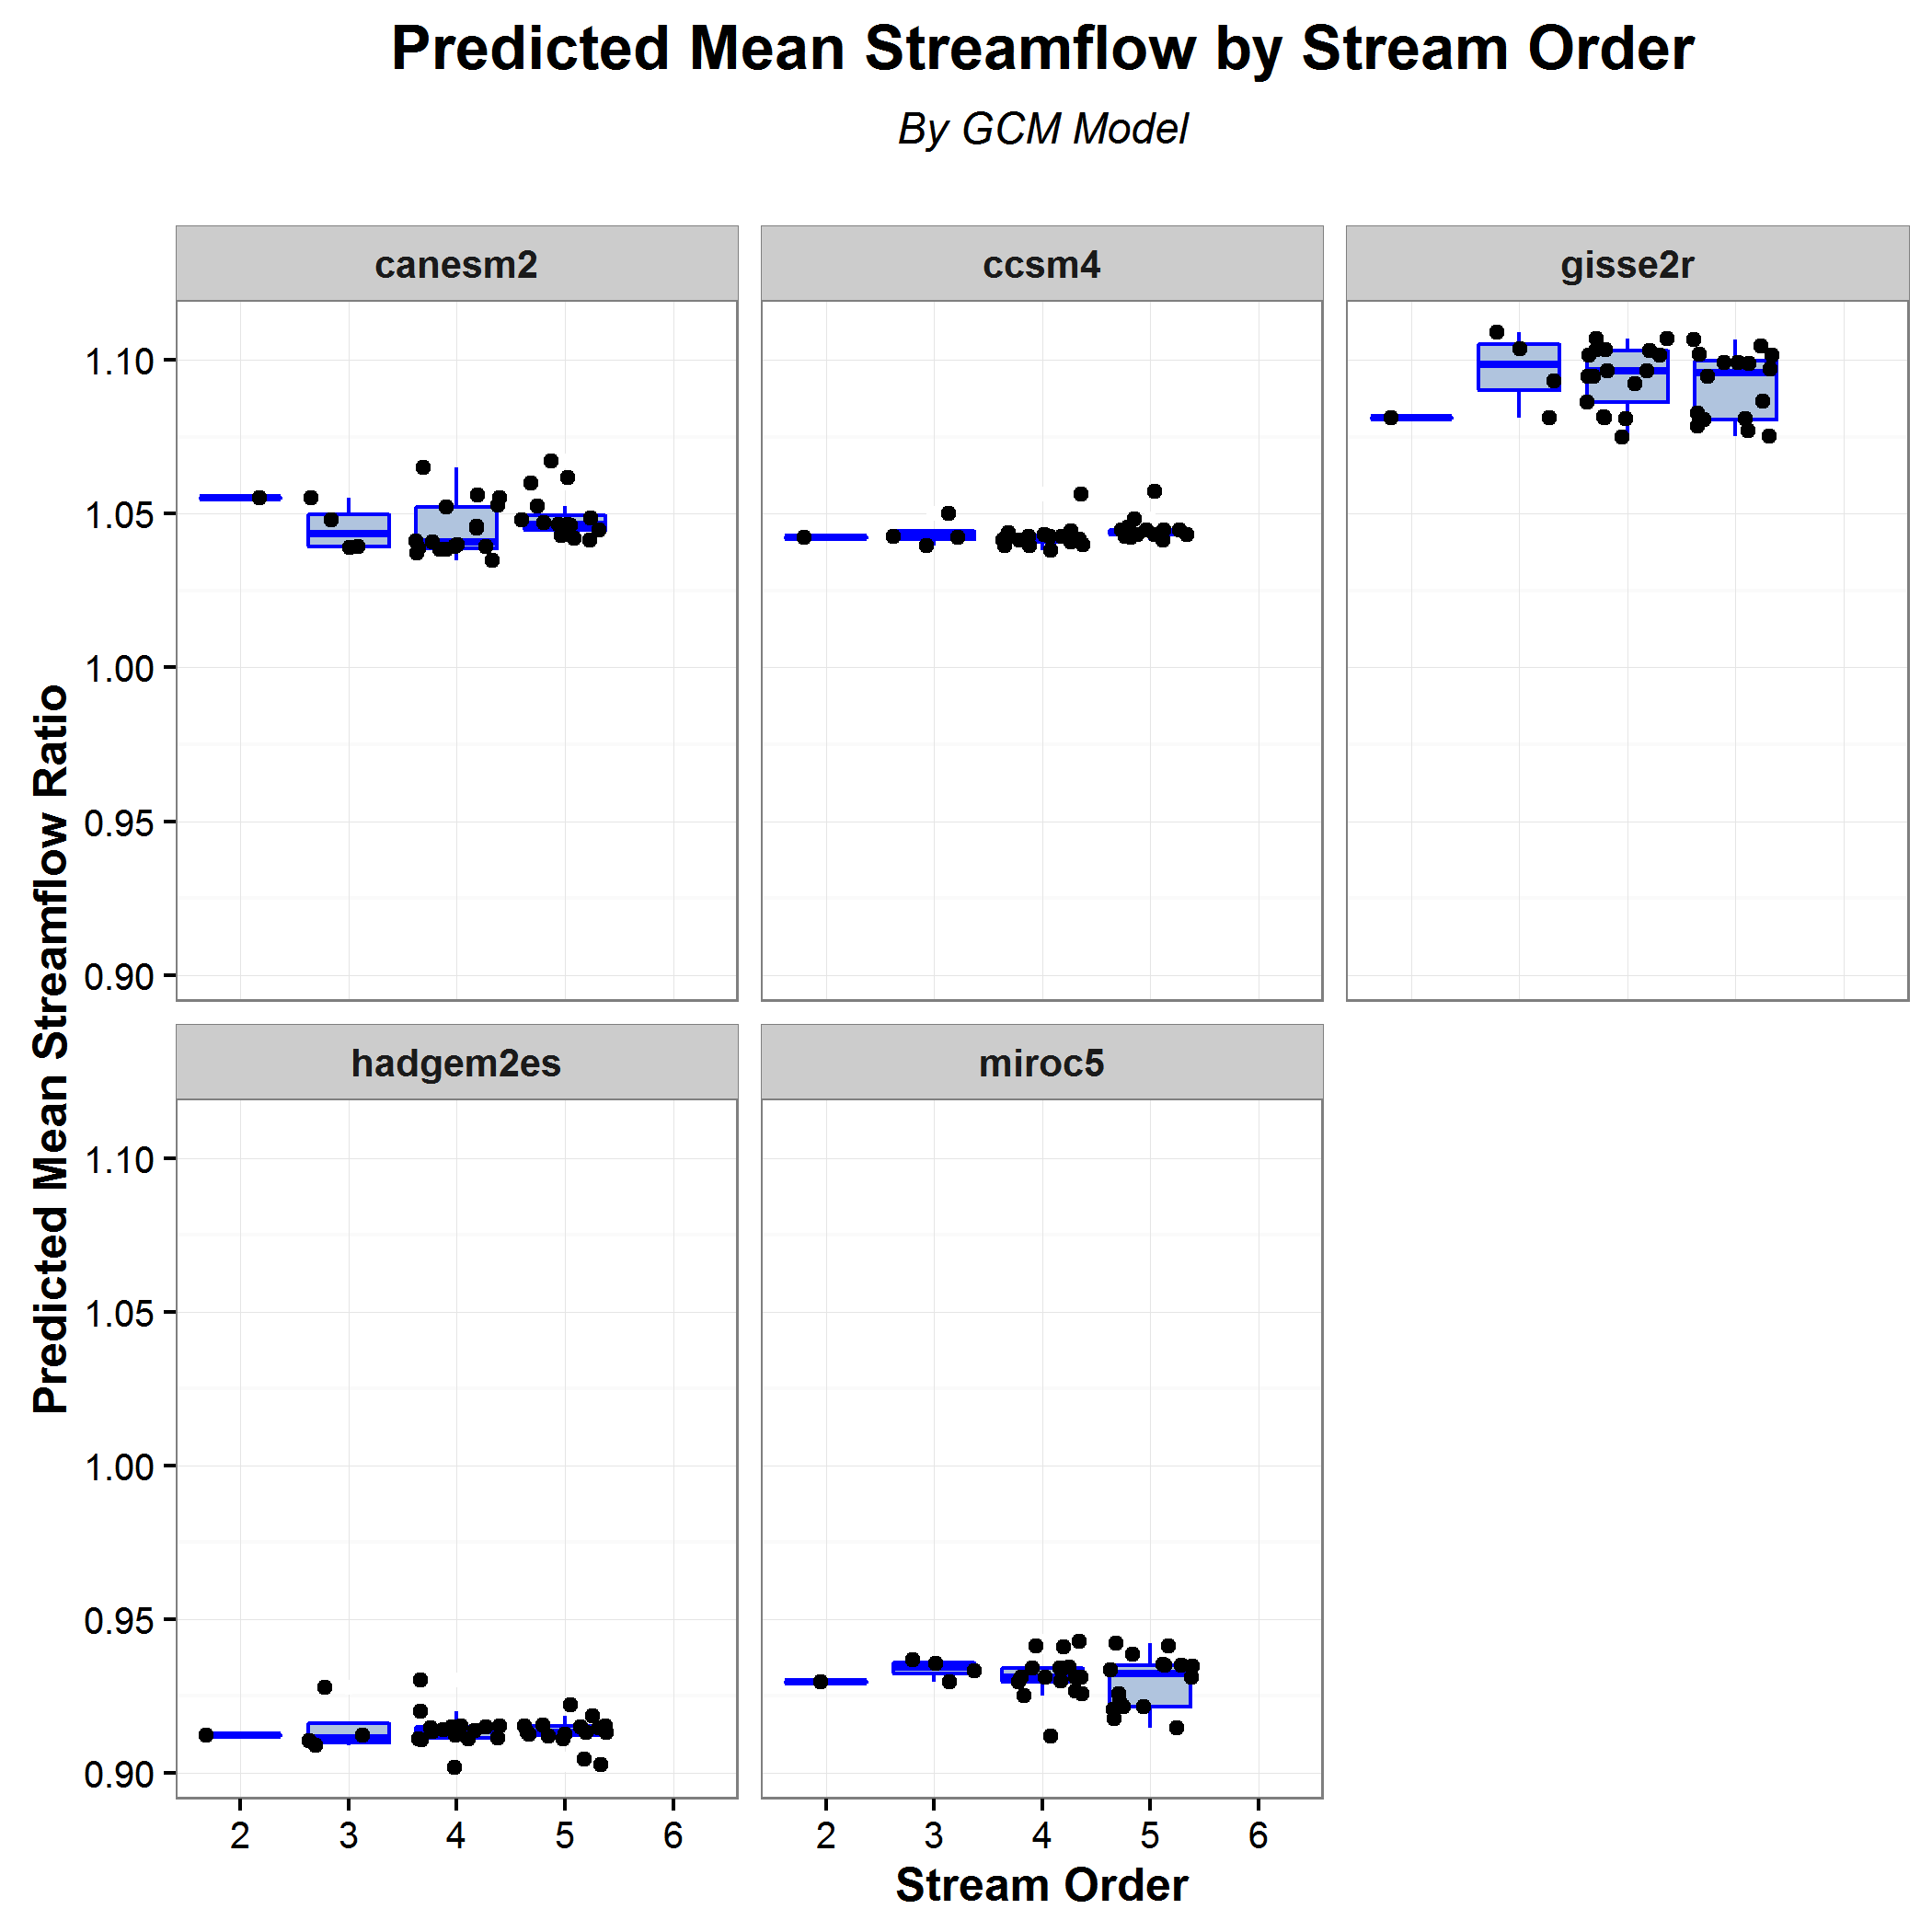 Predicted Mean Streamflow by Stream Order
By GCM Model
canesm2
ccsm4
gisse2r
1.10
1.05
1.00
0.95
0.90
Predicted Mean Streamflow Ratio
hadgem2es
miroc5
1.10
1.05
1.00
0.95
0.90
2 3 4 5 6
2 3 4 5 6
Stream Order